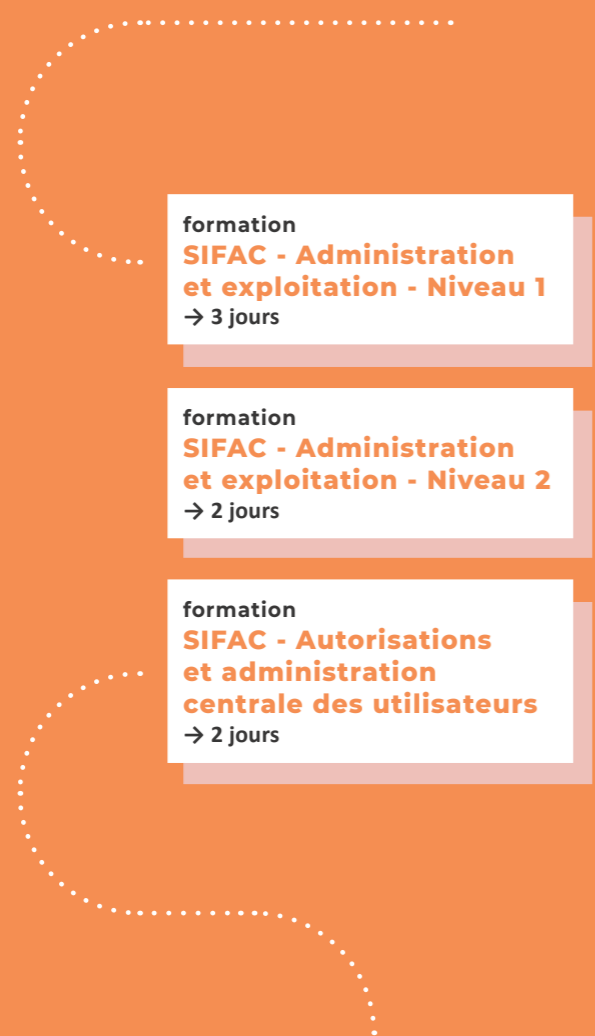 formation
SIFAC - Administration
et exploitation - Niveau 1
→ 3 jours
formation
SIFAC - Administration
et exploitation - Niveau 2
→ 2 jours
formation
SIFAC - Autorisations
et administration
centrale des utilisateurs
→ 2 jours